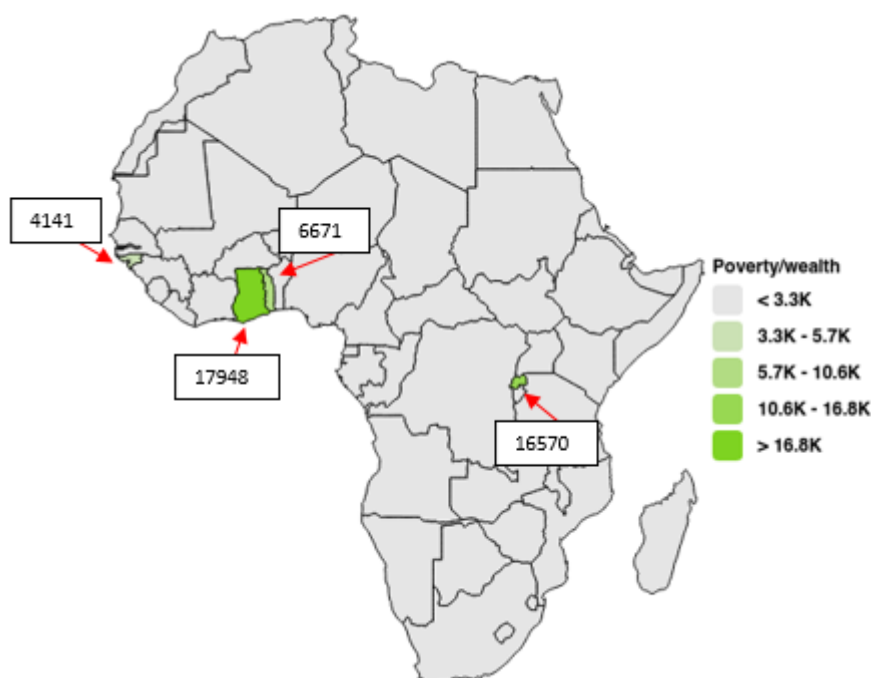 4141
6671
17948
16570
Poverty/wealth
< 3.3K
3.3K - 5.7K
5.7K - 10.6K
10.6K - 16.8K
> 16.8K